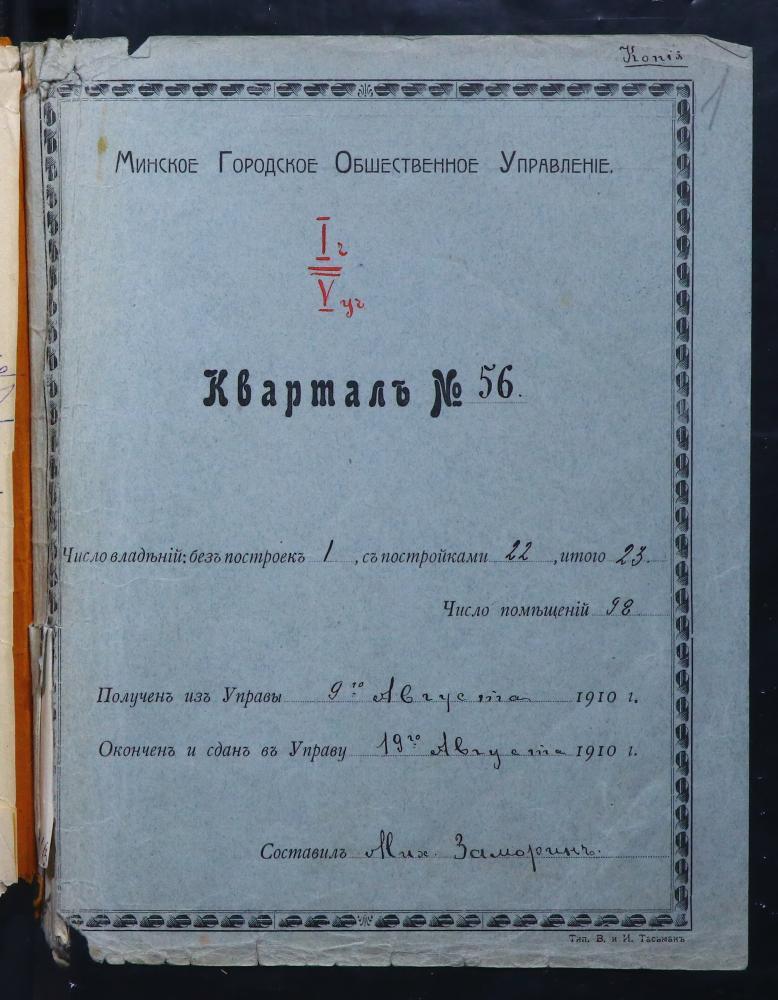 Копія
1
Минское Городское Обшественное Управленіе.
I г
V уч
Кварталъ № 56.
Число владѣній: безъ построекъ 1, съ постройками 22, итого 23.
Число помѣщеній 98
Полученъ изъ Управы 9го Августа 1910 г.
Оконченъ и сданъ въ Управу 19го Августа 1910 г.
Составилъ Мих. Заморинъ.
Тип. В. и И. Тасьманъ